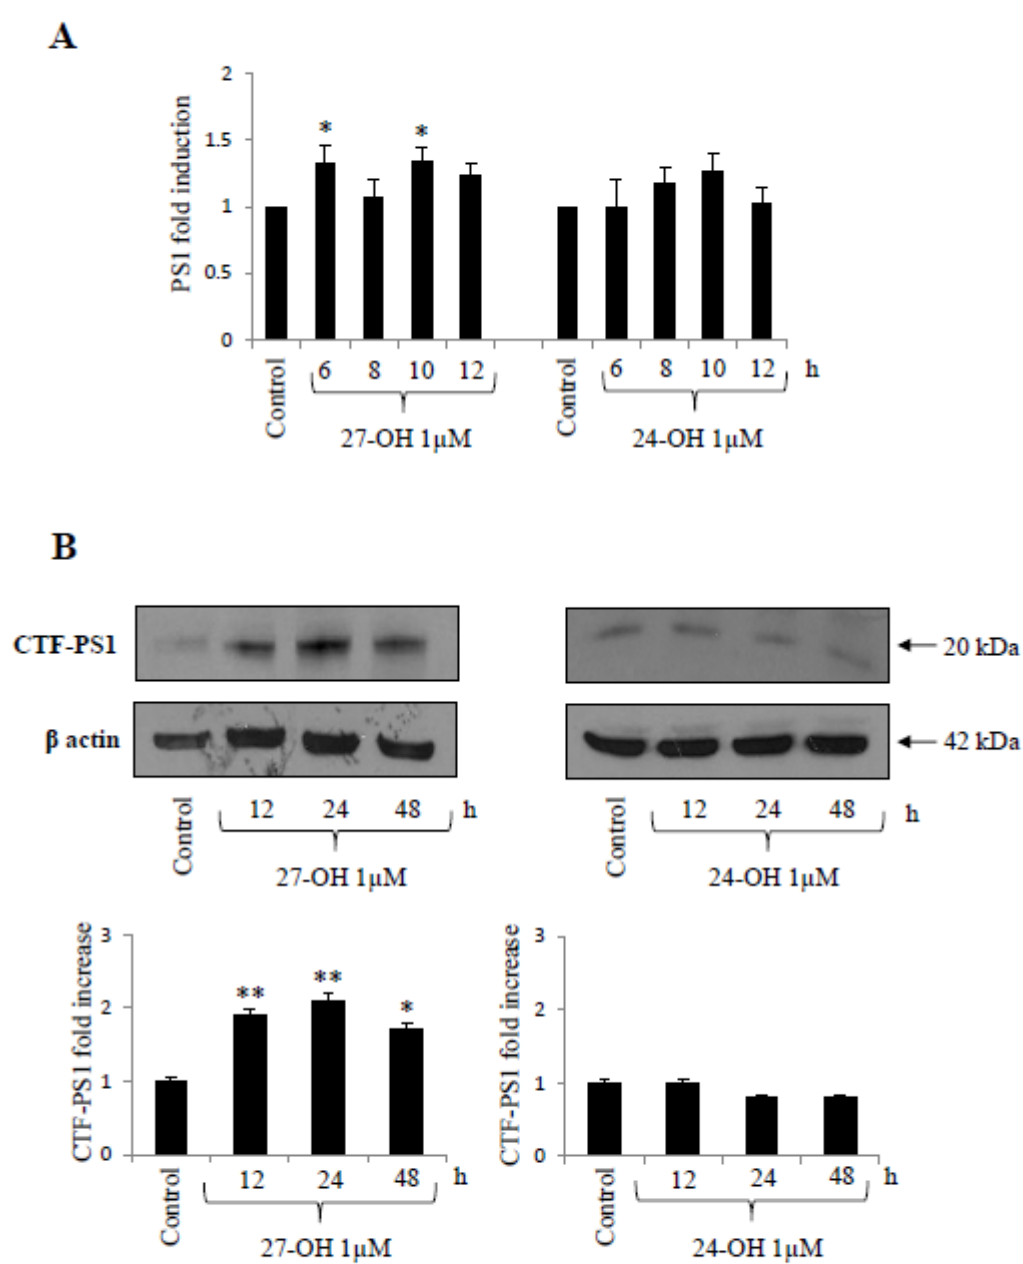 A
PS1 fold induction
2
1.5
1
0.5
0
* *
Control 6 8 10 12 Control 6 8 10 12 h
27-OH 1μM 24-OH 1μM
B
CTF-PS1 20 kDa
β actin 42 kDa
Control 12 24 48 h Control 12 24 48 h
27-OH 1μM 24-OH 1μM
CTF-PS1 fold increase
3
2
1
0
** ** *
Control 12 24 48 h
27-OH 1μM
CTF-PS1 fold increase
3
2
1
0
Control 12 24 48 h
24-OH 1μM